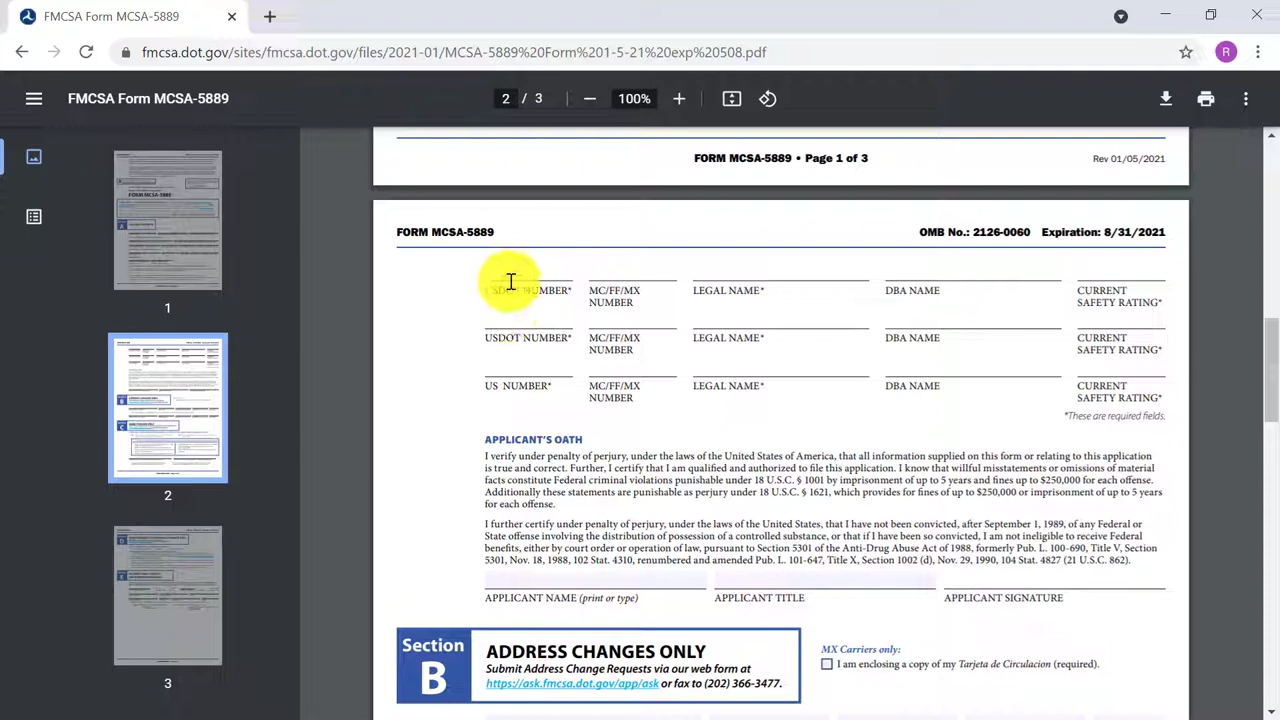 FMCSA Form MCSA-5889
fmcsa.dot.gov/sites/fmcsa.dot.gov/files/2021-01/MCSA-5889%20Form%201-5-21%20exp%20508.pdf
R
FMCSA Form MCSA-5889
2 / 3
100%
FORM MCSA-5889 • Page 1 of 3
Rev 01/05/2021
FORM MCSA-5889
OMB No.: 2126-0060 Expiration: 8/31/2021
USDOT NUMBER* MC/FF/MX LEGAL NAME* DBA NAME CURRENT
NUMBER SAFETY RATING*
USDOT NUMBER* MC/FF/MX LEGAL NAME* DBA NAME CURRENT
NUMBER SAFETY RATING*
US NUMBER* MC/FF/MX LEGAL NAME* DBA NAME CURRENT
NUMBER SAFETY RATING*
*These are required fields.
APPLICANT'S OATH
I verify under penalty of perjury, under the laws of the United States of America, that all information supplied on this form or relating to this application
is true and correct. Further, I certify that I am qualified and authorized to file this application. I know that willful misstatements or omissions of material
facts constitute Federal criminal violations punishable under 18 U.S.C. § 1001 by imprisonment of up to 5 years and fines up to $250,000 for each offense.
Additionally these statements are punishable as perjury under 18 U.S.C. § 1621, which provides for fines of up to $250,000 or imprisonment of up to 5 years
for each offense.
I further certify under penalty of perjury, under the laws of the United States, that I have not been convicted, after September 1, 1989, of any Federal or
State offense involving the distribution of possession of a controlled substance, or that if I have been so convicted, I am not ineligible to receive Federal
benefits, either by court order or operation of law, pursuant to Section 5301 of the Anti-Drug Abuse Act of 1988, formerly Pub. L. 100-690, Title V, Section
5301, Nov. 18, 1988, 102 Stat. 4310, renumbered and amended Pub. L. 101-647, Title X, Section 1002 (d), Nov. 29, 1990, 104 Stat. 4827 (21 U.S.C. 862).
APPLICANT NAME (print or type) APPLICANT TITLE APPLICANT SIGNATURE
Section
B
ADDRESS CHANGES ONLY
Submit Address Change Requests via our web form at
https://ask.fmcsa.dot.gov/app/ask or fax to (202) 366-3477.
MX Carriers only:
I am enclosing a copy of my Tarjeta de Circulacion (required).
1
2
3